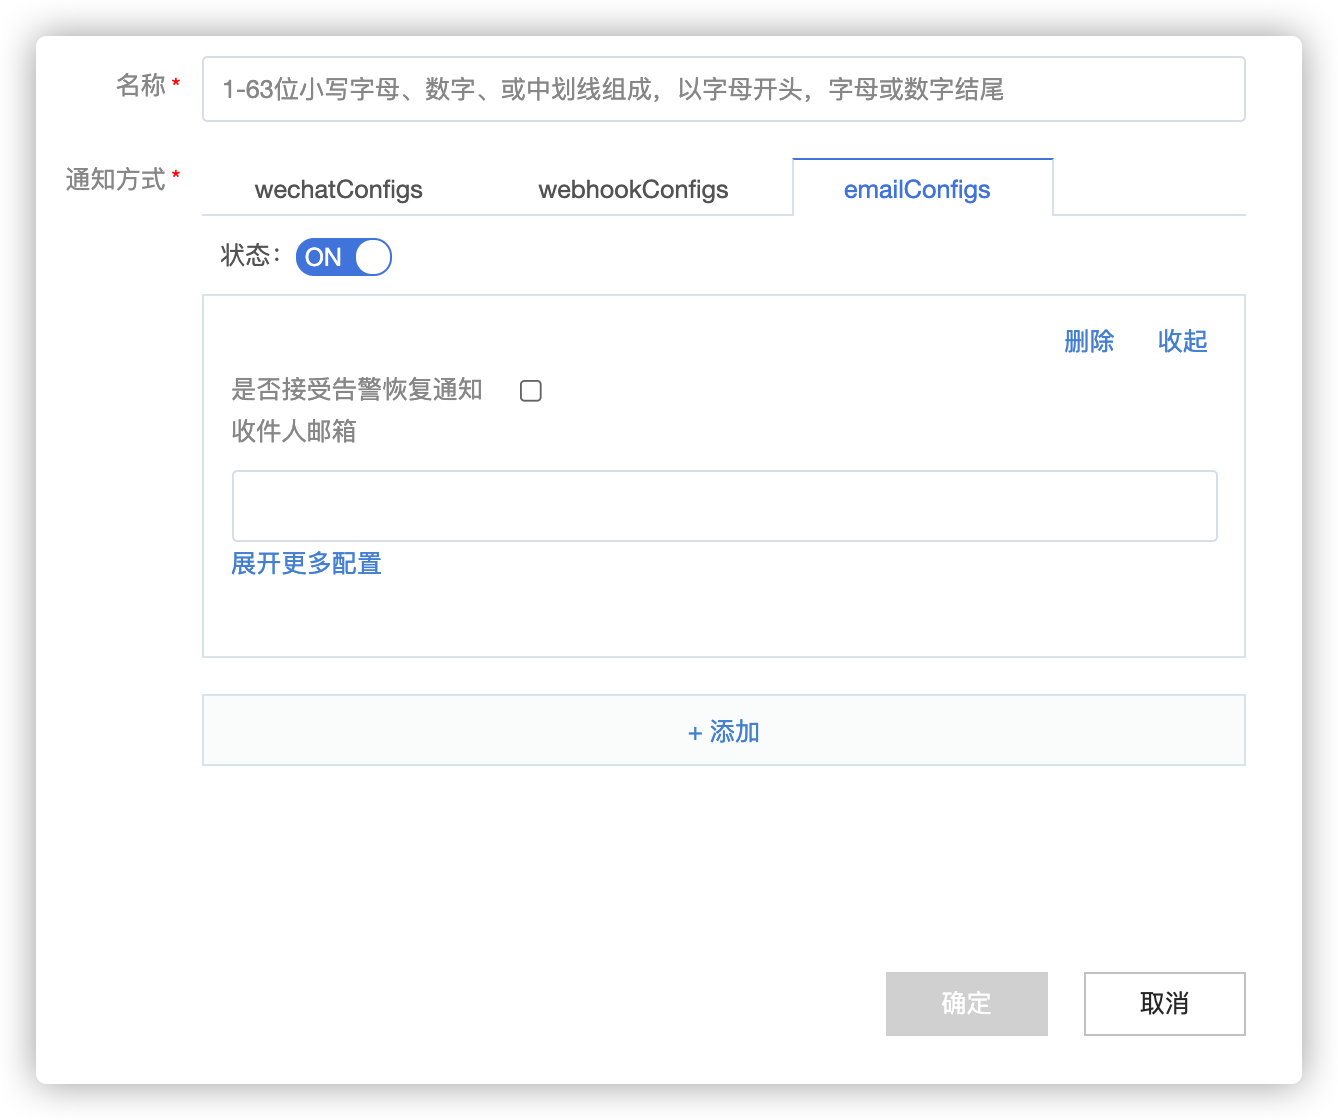 名称 *
1-63位小写字母、数字、或中划线组成，以字母开头，字母或数字结尾
通知方式 *
wechatConfigs
webhookConfigs
emailConfigs
状态：
ON
删除
收起
是否接受告警恢复通知
收件人邮箱
展开更多配置
+ 添加
确定
取消